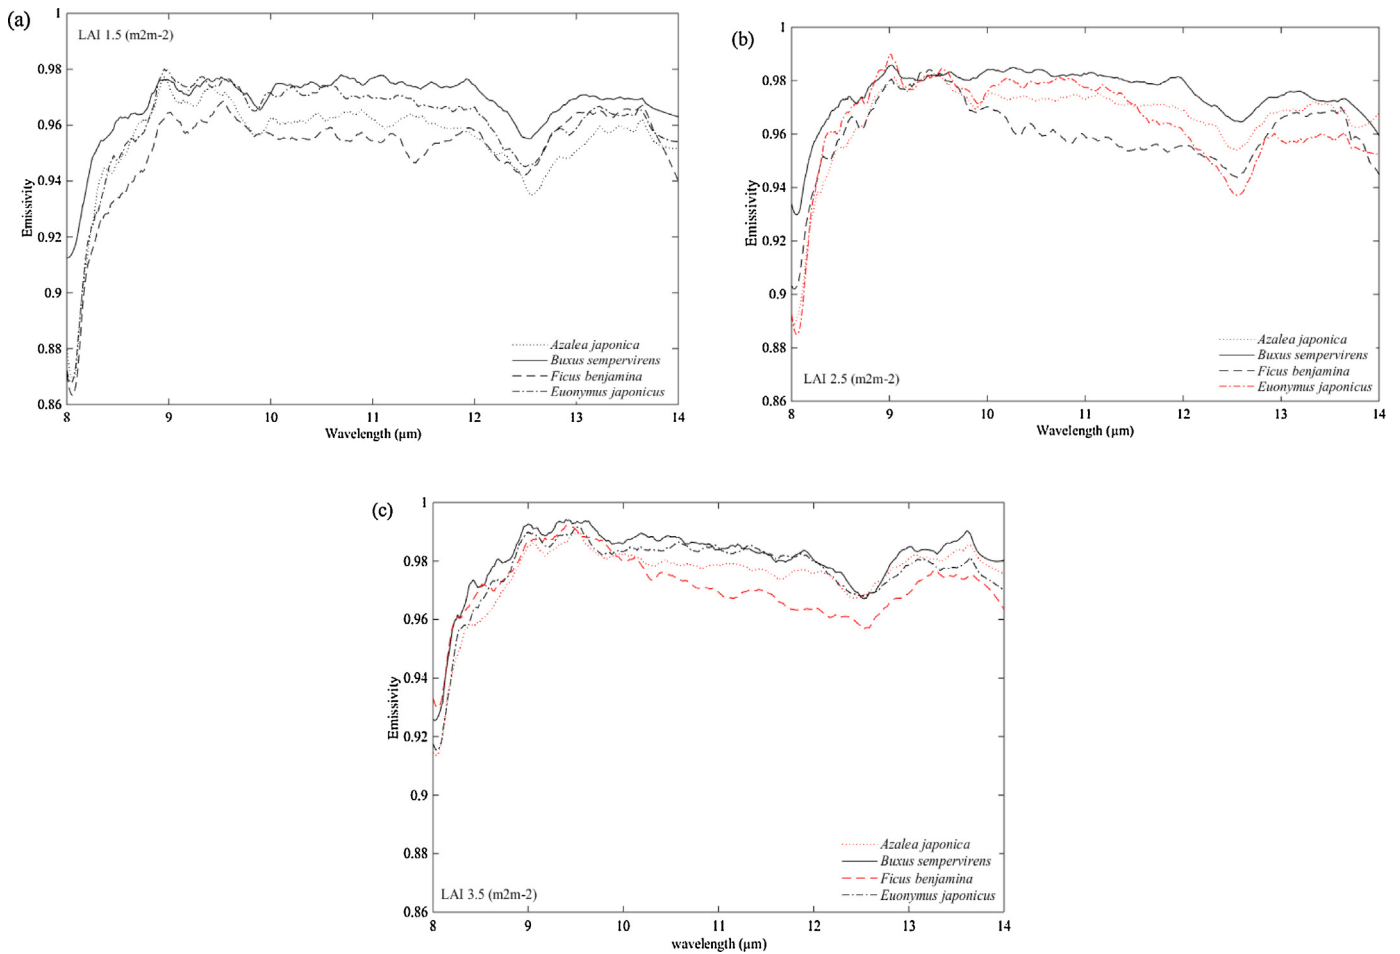 (a)
1
0.98
0.96
0.94
0.92
0.9
0.88
0.86
Emissivity
LAI 1.5 (m2m-2)
Azalea japonica
Buxus sempervirens
Ficus benjamina
Euonymus japonicus
8 9 10 11 12 13 14
Wavelength (μm)
(b)
1
0.98
0.96
0.94
0.92
0.9
0.88
0.86
Emissivity
Azalea japonica
Buxus sempervirens
Ficus benjamina
Euonymus japonicus
LAI 2.5 (m2m-2)
8 9 10 11 12 13 14
Wavelength (μm)
(c)
1
0.98
0.96
0.94
0.92
0.9
0.88
0.86
Emissivity
Azalea japonica
Buxus sempervirens
Ficus benjamina
Euonymus japonicus
LAI 3.5 (m2m-2)
8 9 10 11 12 13 14
wavelength (μm)